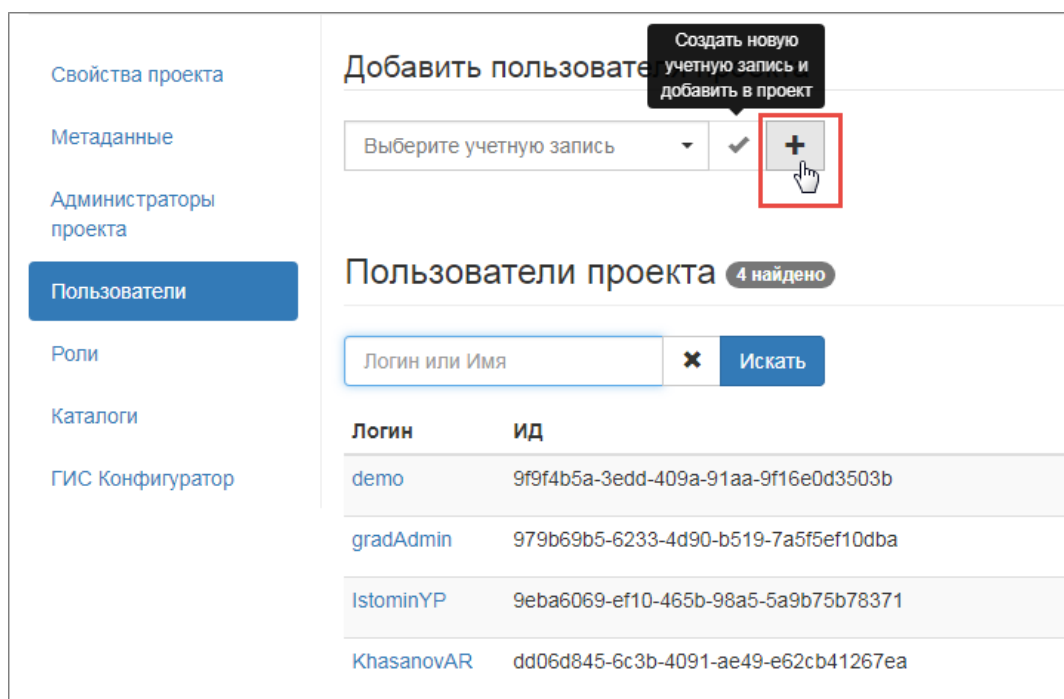 Свойства проекта
Метаданные
Администраторы
проекта
Пользователи
Роли
Каталоги
ГИС Конфигуратор
Добавить пользователя проекта
Создать новую
учетную запись и
добавить в проект
Выберите учетную запись
Пользователи проекта 4 найдено
Логин или Имя Искать
Логин ИД
demo 9f9f4b5a-3edd-409a-91aa-9f16e0d3503b
gradAdmin 979b69b5-6233-4d90-b519-7a5f5ef10dba
IstominYP 9eba6069-ef10-465b-98a5-5a9b75b78371
KhasanovAR dd06d845-6c3b-4091-ae49-e62cb41267ea